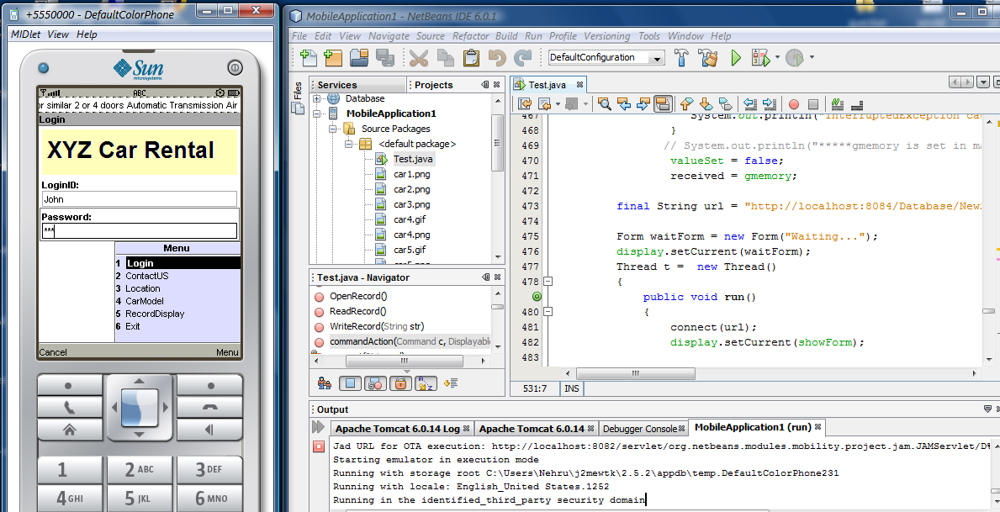 +5550000 - DefaultColorPhone
MIDlet View Help
Sun
microsystems
ABC
or similar 2 or 4 doors Automatic Transmission Air
Login
XYZ Car Rental
LoginID:
John
Password:
***
Menu
1 Login
2 ContactUS
3 Location
4 CarModel
5 RecordDisplay
6 Exit
Cancel Menu
1 2 ABC 3 DEF
4 GHI 5 JKL 6 MNO
MobileApplication1 - NetBeans IDE 6.0.1
File Edit View Navigate Source Refactor Build Run Profile Versioning Tools Window Help
DefaultConfiguration
Files
Services Projects
Database
MobileApplication1
Source Packages
<default package>
Test.java
car1.png
car2.png
car3.png
car4.gif
car4.png
car5.gif
car5.png
Test.java - Navigator
OpenRecord()
ReadRecord()
WriteRecord(String str)
commandAction(Command c, Displayable
Test.java
467 System.out.println("InterruptedException ca
468 }
469 // System.out.println("*****gmemory is set in m
470 valueSet = false;
471 received = gmemory;
472
473 final String url = "http://localhost:8084/Database/New
474
475 Form waitForm = new Form("Waiting...");
476 display.setCurrent(waitForm);
477 Thread t = new Thread()
478 {
public void run()
480 {
481 connect(url);
482 display.setCurrent(showForm);
483
531:7 INS
Output
Apache Tomcat 6.0.14 Log Apache Tomcat 6.0.14 Debugger Console MobileApplication1 (run)
Jad URL for OTA execution: http://localhost:8082/servlet/org.netbeans.modules.mobility.project.jam.JAMServlet/D%
Starting emulator in execution mode
Running with storage root C:\Users\Nehru\j2mewtk\2.5.2\appdb\temp.DefaultColorPhone231
Running with locale: English_United States.1252
Running in the identified_third_party security domain